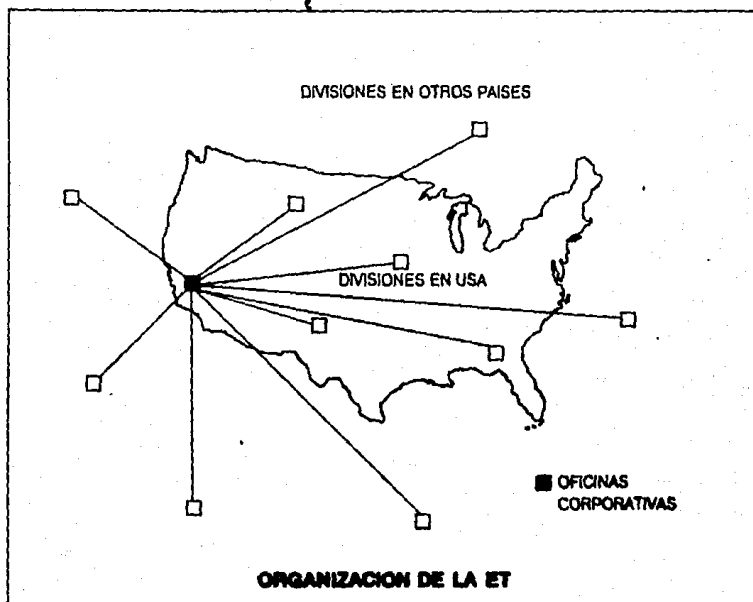 DIVISIONES EN OTROS PAISES
DIVISIONES EN USA
OFICINAS
CORPORATIVAS
ORGANIZACION DE LA ET